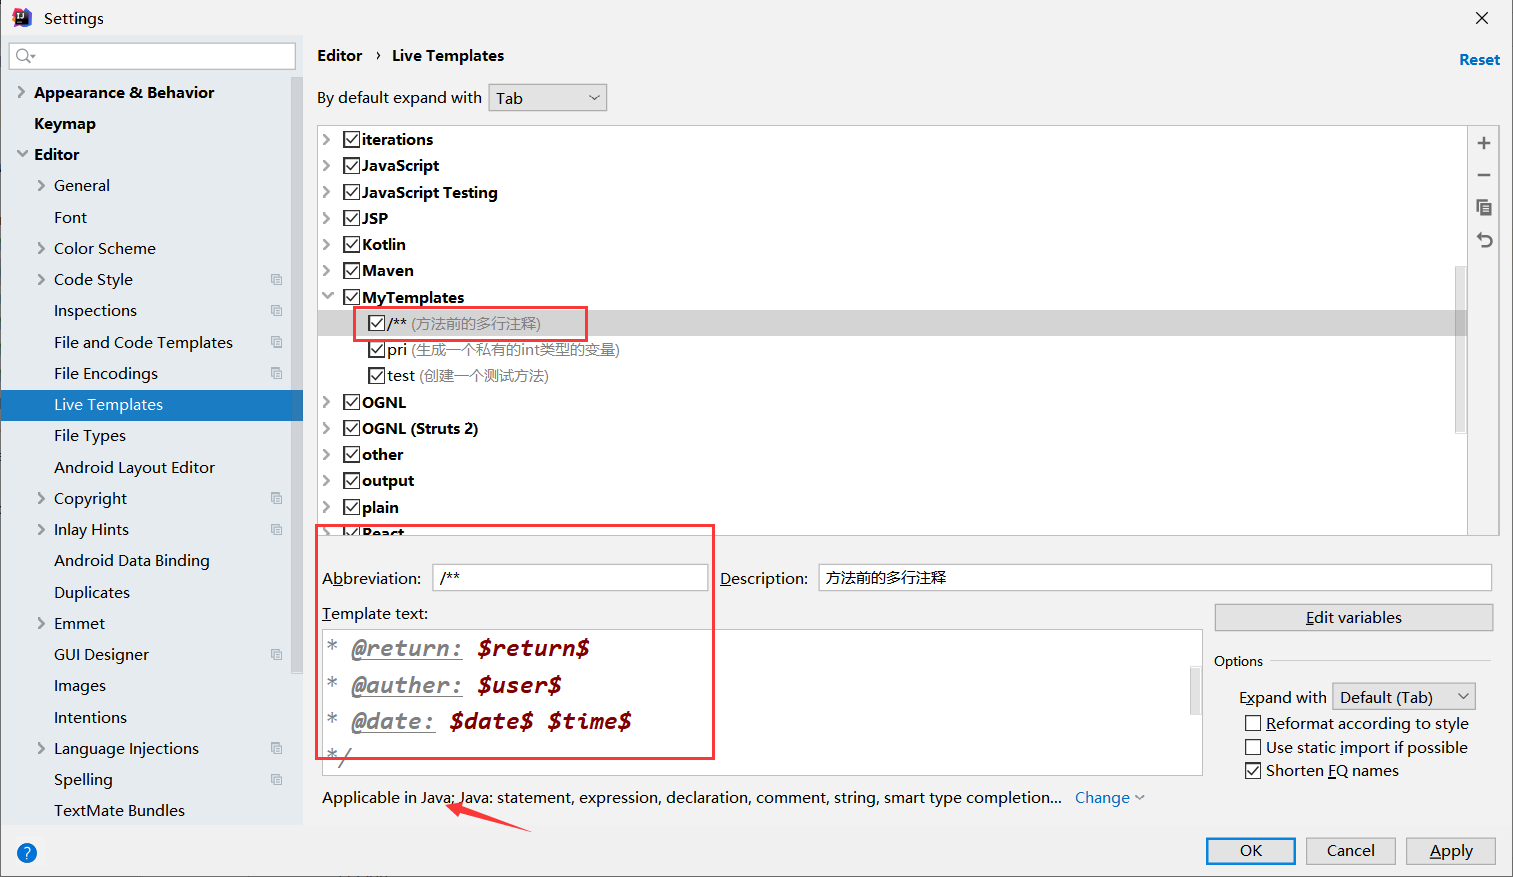 Settings
Appearance & Behavior
Keymap
Editor
General
Font
Color Scheme
Code Style
Inspections
File and Code Templates
File Encodings
Live Templates
File Types
Android Layout Editor
Copyright
Inlay Hints
Android Data Binding
Duplicates
Emmet
GUI Designer
Images
Intentions
Language Injections
Spelling
TextMate Bundles
Editor › Live Templates
Reset
By default expand with Tab
iterations
JavaScript
JavaScript Testing
JSP
Kotlin
Maven
MyTemplates
/** (方法前的多行注释)
pri (生成一个私有的int类型的变量)
test (创建一个测试方法)
OGNL
OGNL (Struts 2)
other
output
plain
React
Abbreviation: /** Description: 方法前的多行注释
Template text:
* @return: $return$
* @auther: $user$
* @date: $date$ $time$
*/
Edit variables
Options
Expand with Default (Tab)
Reformat according to style
Use static import if possible
Shorten FQ names
Applicable in Java; Java: statement, expression, declaration, comment, string, smart type completion... Change
? OK Cancel Apply